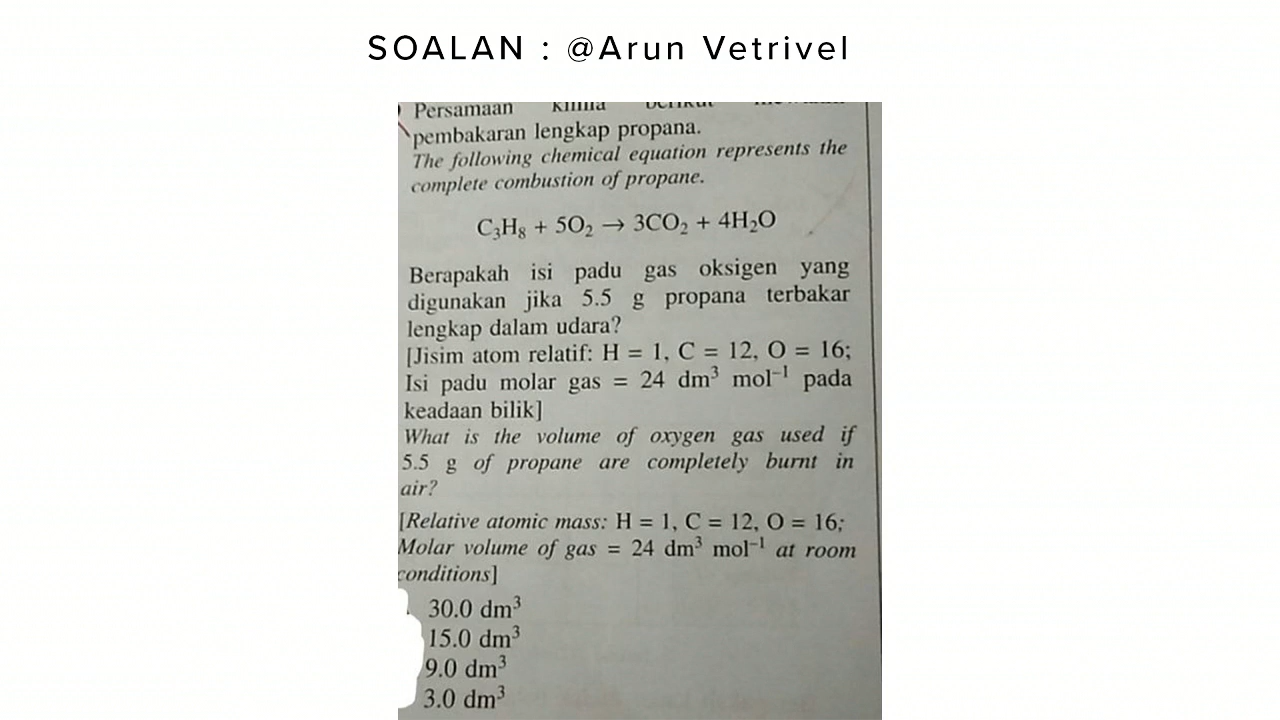 SOALAN : @Arun Vetrivel
Persamaan kimia berikut
pembakaran lengkap propana.
The following chemical equation represents the
complete combustion of propane.
C₃H₈ + 5O₂ → 3CO₂ + 4H₂O
Berapakah isi padu gas oksigen yang
digunakan jika 5.5 g propana terbakar
lengkap dalam udara?
[Jisim atom relatif: H = 1, C = 12, O = 16;
Isi padu molar gas = 24 dm³ mol⁻¹ pada
keadaan bilik]
What is the volume of oxygen gas used if
5.5 g of propane are completely burnt in
air?
[Relative atomic mass: H = 1, C = 12, O = 16;
Molar volume of gas = 24 dm³ mol⁻¹ at room
conditions]
30.0 dm³
15.0 dm³
9.0 dm³
3.0 dm³